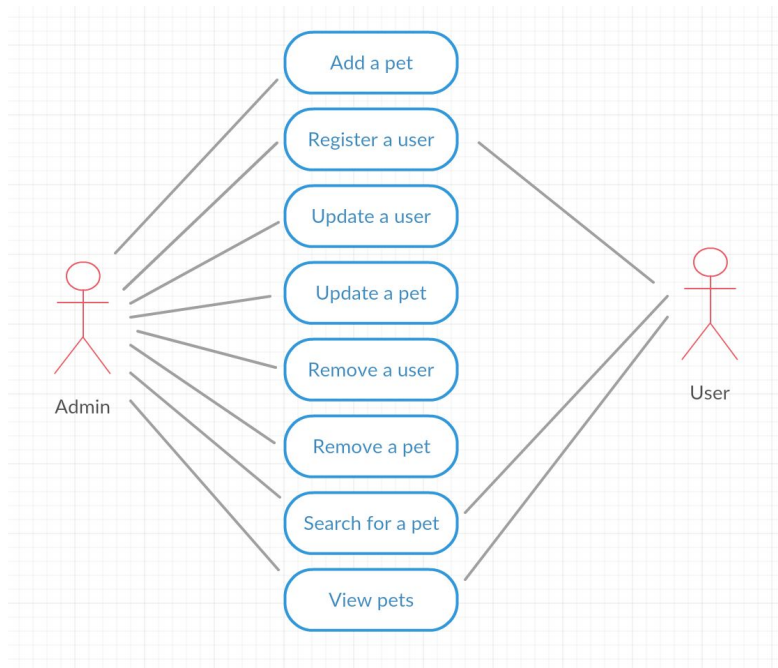 Add a pet
Register a user
Update a user
Update a pet
Remove a user
Remove a pet
Search for a pet
View pets
Admin
User